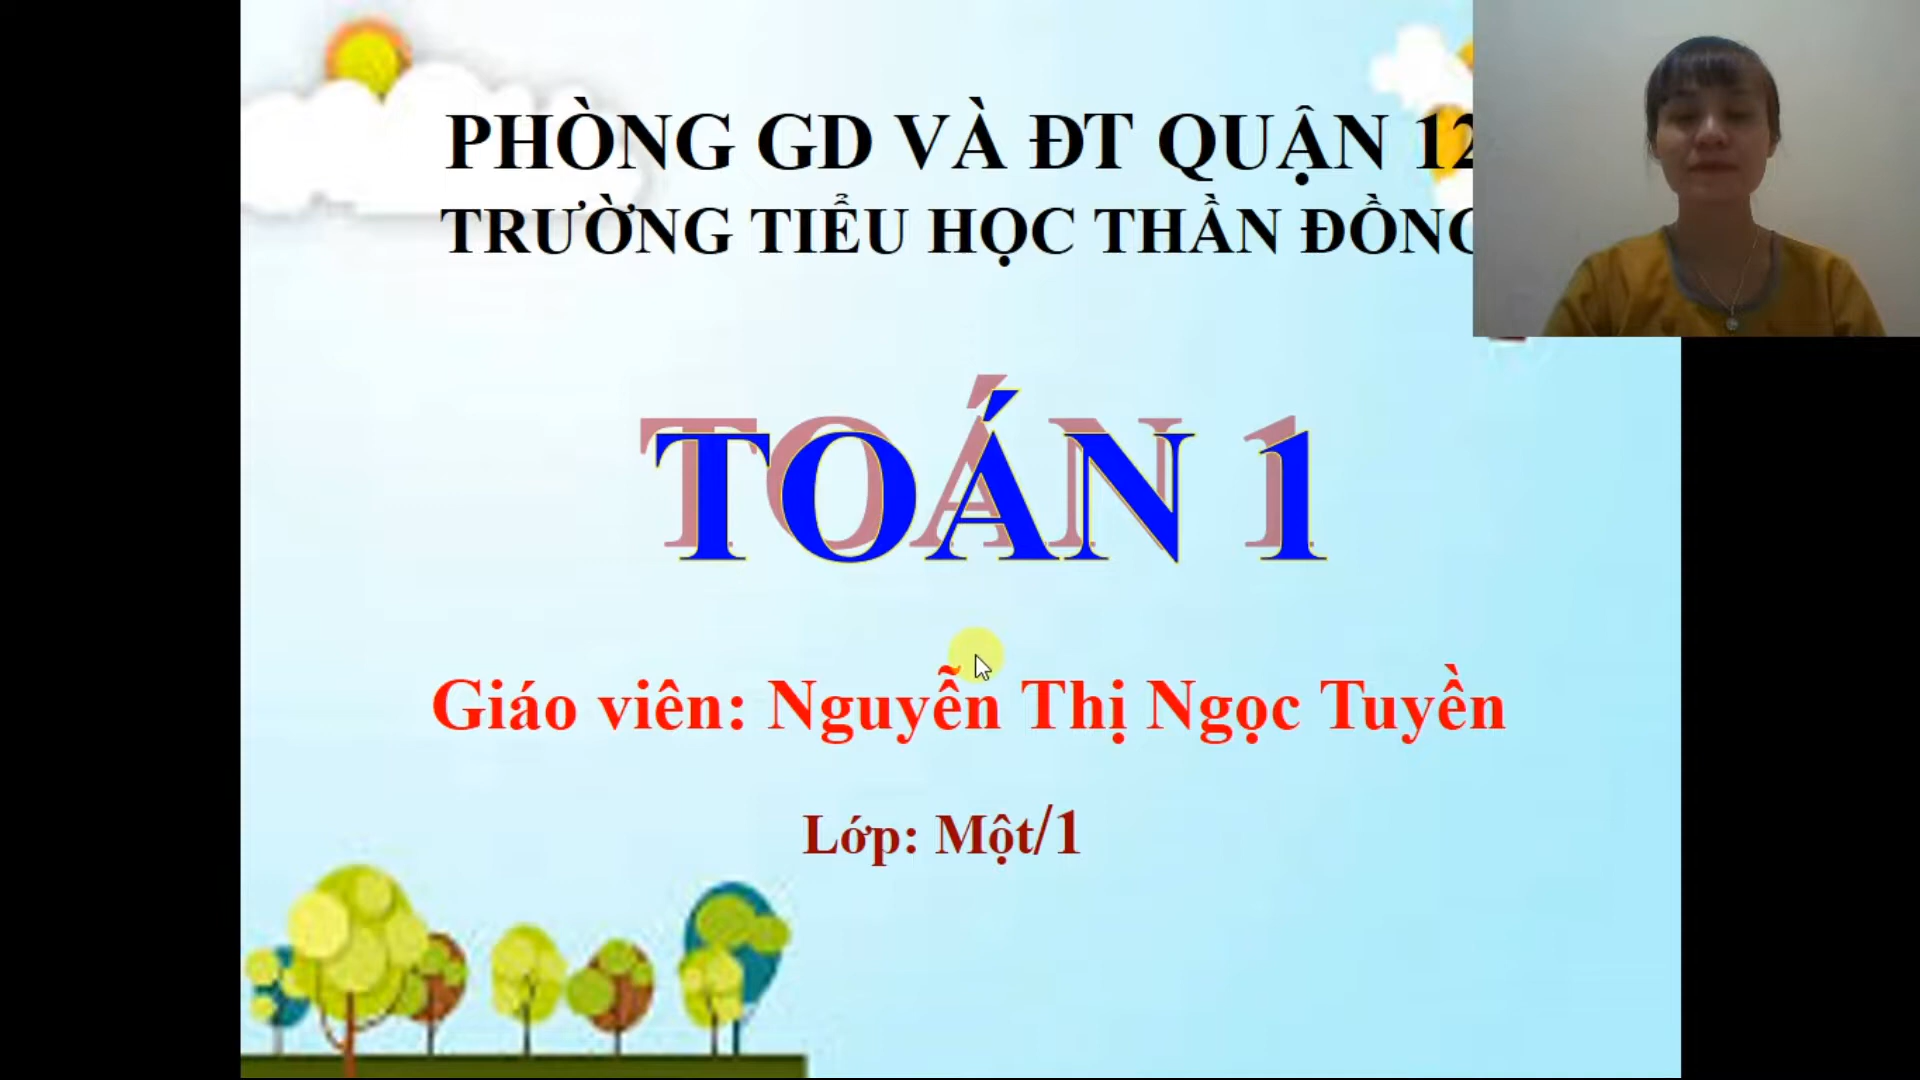 PHÒNG GD VÀ ĐT QUẬN 12
TRƯỜNG TIỂU HỌC THẦN ĐỒNG
TOÁN 1
Giáo viên: Nguyễn Thị Ngọc Tuyền
Lớp: Một/1